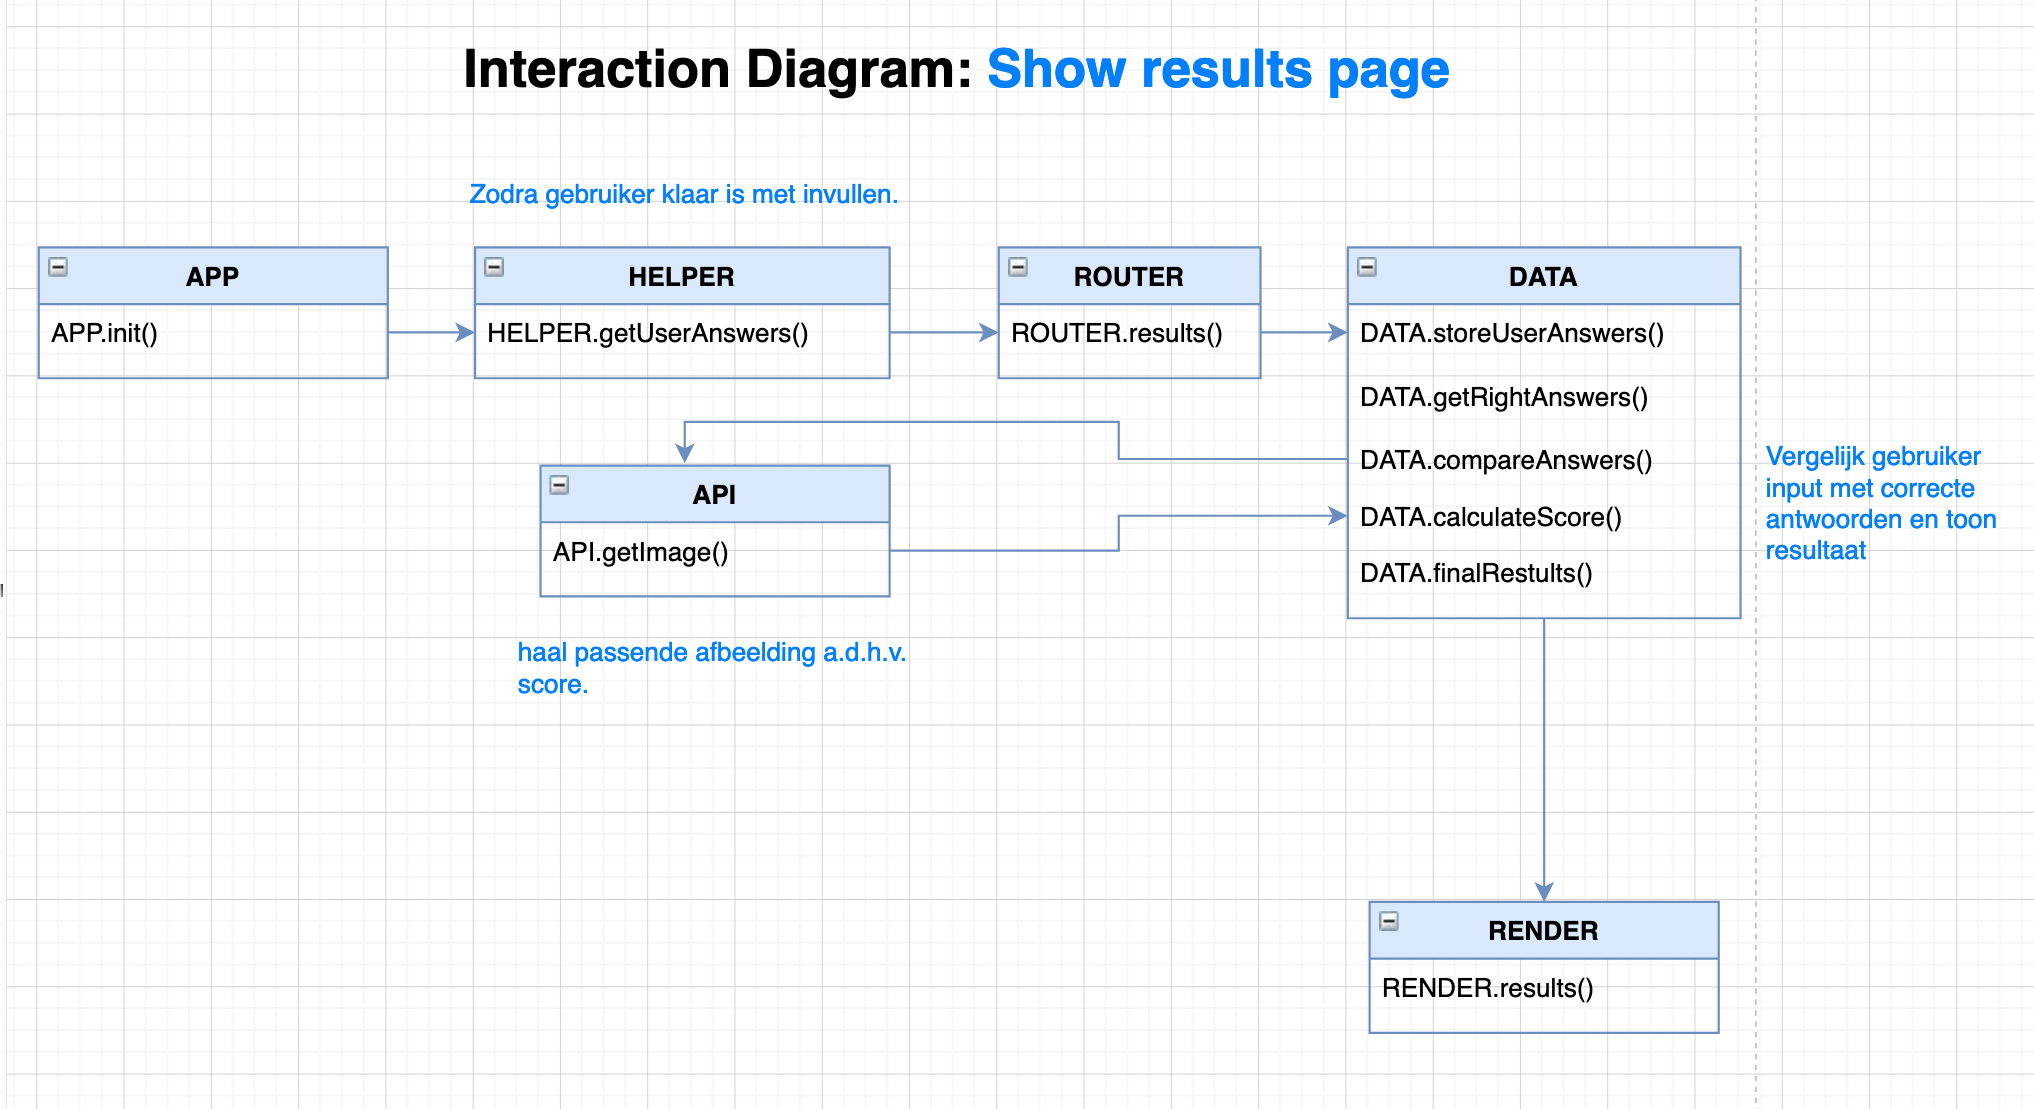 Interaction Diagram: Show results page
Zodra gebruiker klaar is met invullen.
APP
APP.init()
HELPER
HELPER.getUserAnswers()
ROUTER
ROUTER.results()
DATA
DATA.storeUserAnswers()
DATA.getRightAnswers()
DATA.compareAnswers()
DATA.calculateScore()
DATA.finalRestults()
Vergelijk gebruiker
input met correcte
antwoorden en toon
resultaat
API
API.getImage()
haal passende afbeelding a.d.h.v.
score.
RENDER
RENDER.results()